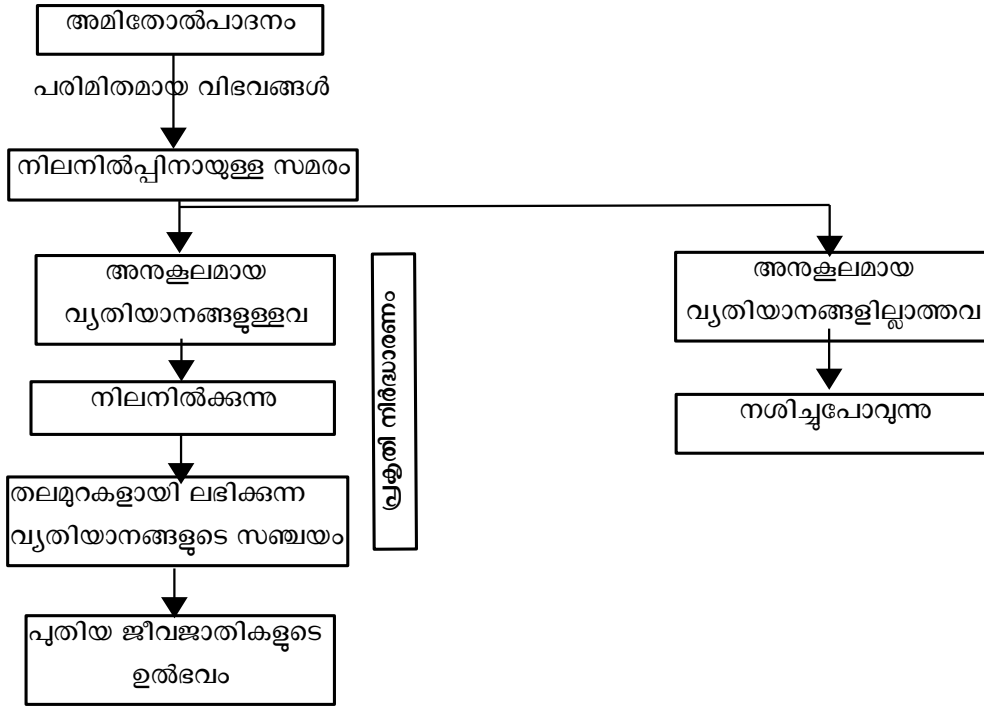 അമിതോൽപാദനം
പരിമിതമായ വിഭവങ്ങൾ
നിലനിൽപ്പിനായുള്ള സമരം
അനുകൂലമായ
വ്യതിയാനങ്ങളുള്ളവ
നിലനിൽക്കുന്നു
തലമുറകളായി ലഭിക്കുന്ന
വ്യതിയാനങ്ങളുടെ സഞ്ചയം
പുതിയ ജീവജാതികളുടെ
ഉൽഭവം
പ്രകൃതി നിർദ്ധാരണം
അനുകൂലമായ
വ്യതിയാനങ്ങളില്ലാത്തവ
നശിച്ചുപോവുന്നു